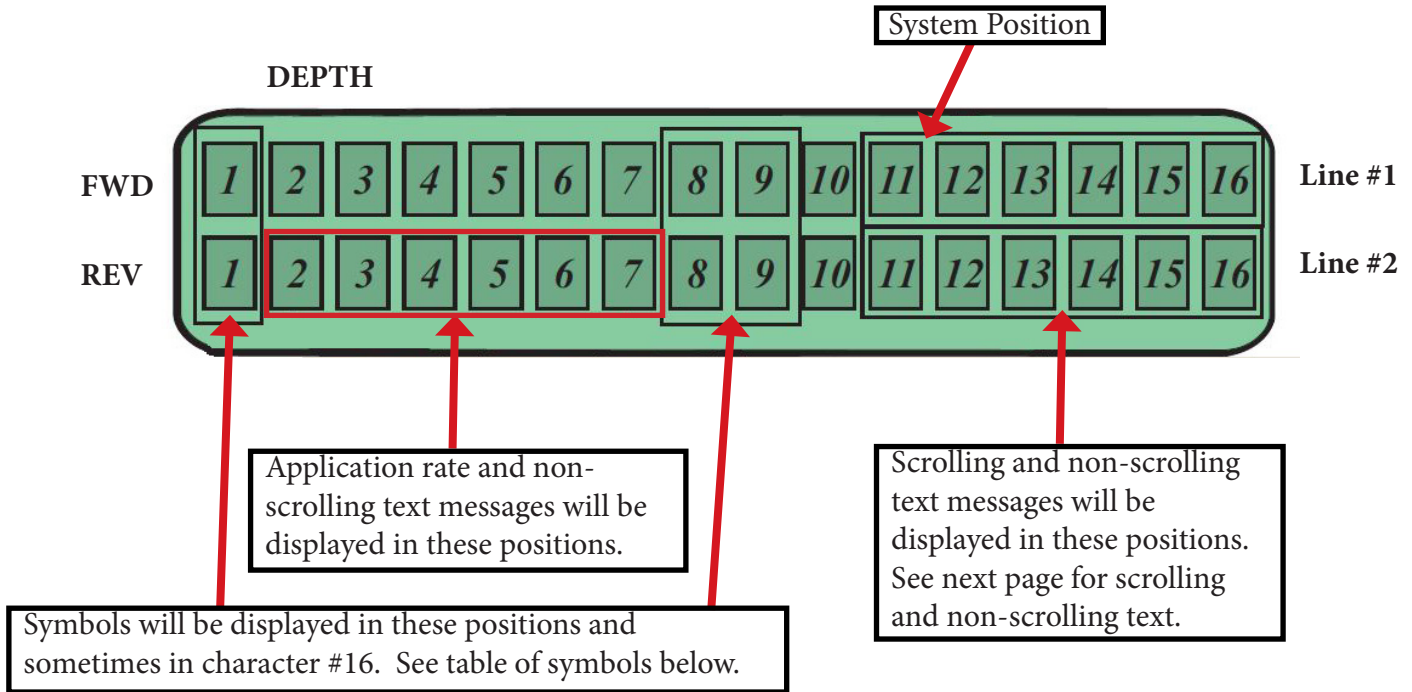 System Position
DEPTH
FWD 1 2 3 4 5 6 7 8 9 10 11 12 13 14 15 16 Line #1
REV 1 2 3 4 5 6 7 8 9 10 11 12 13 14 15 16 Line #2
Application rate and non-
scrolling text messages will be
displayed in these positions.
Scrolling and non-scrolling
text messages will be
displayed in these positions.
See next page for scrolling
and non-scrolling text.
Symbols will be displayed in these positions and
sometimes in character #16.  See table of symbols below.